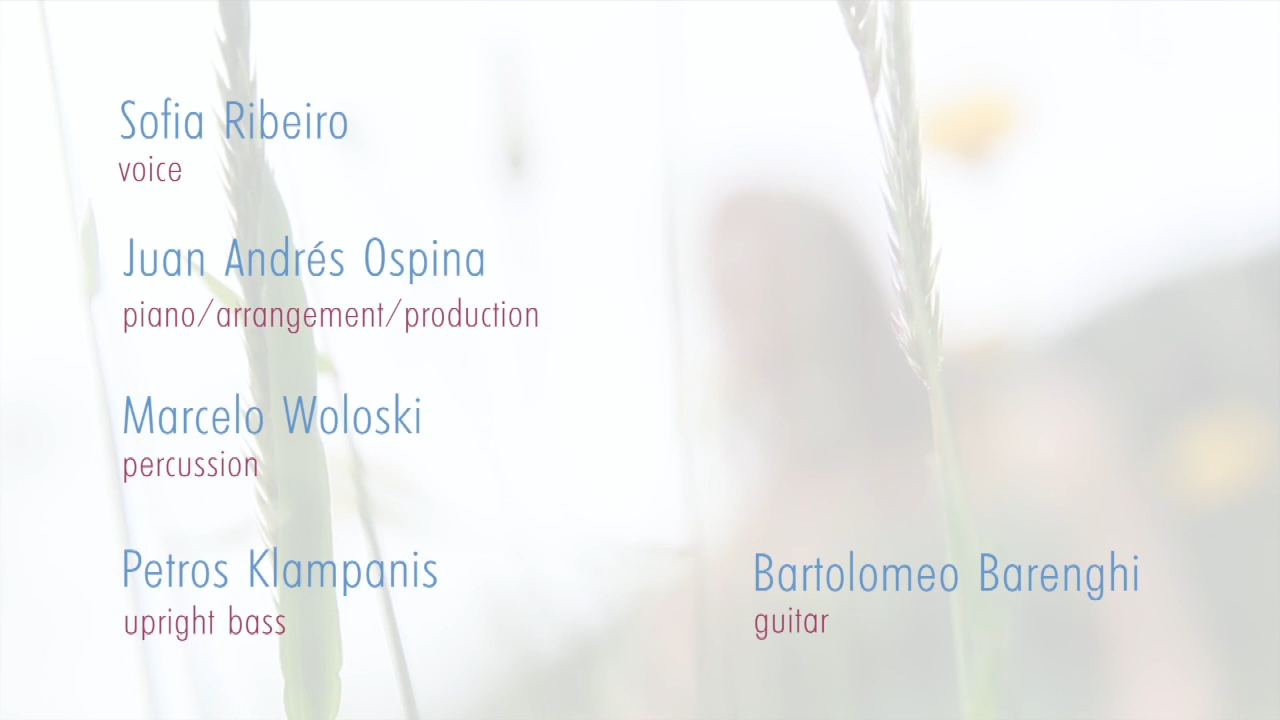 Sofia Ribeiro
voice
Juan Andrés Ospina
piano/arrangement/production
Marcelo Woloski
percussion
Petros Klampanis
upright bass
Bartolomeo Barenghi
guitar